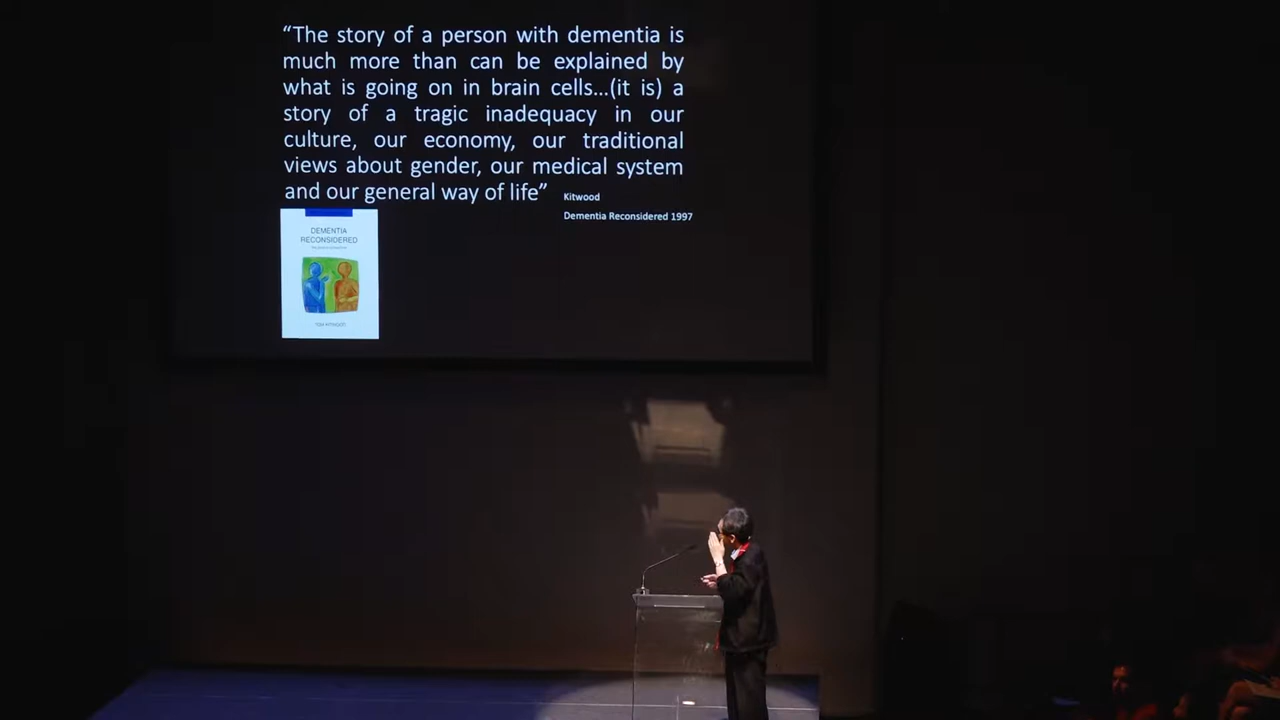 “The story of a person with dementia is
much more than can be explained by
what is going on in brain cells...(it is) a
story of a tragic inadequacy in our
culture, our economy, our traditional
views about gender, our medical system
and our general way of life”
Kitwood
Dementia Reconsidered 1997
DEMENTIA
RECONSIDERED
TOM KITWOOD